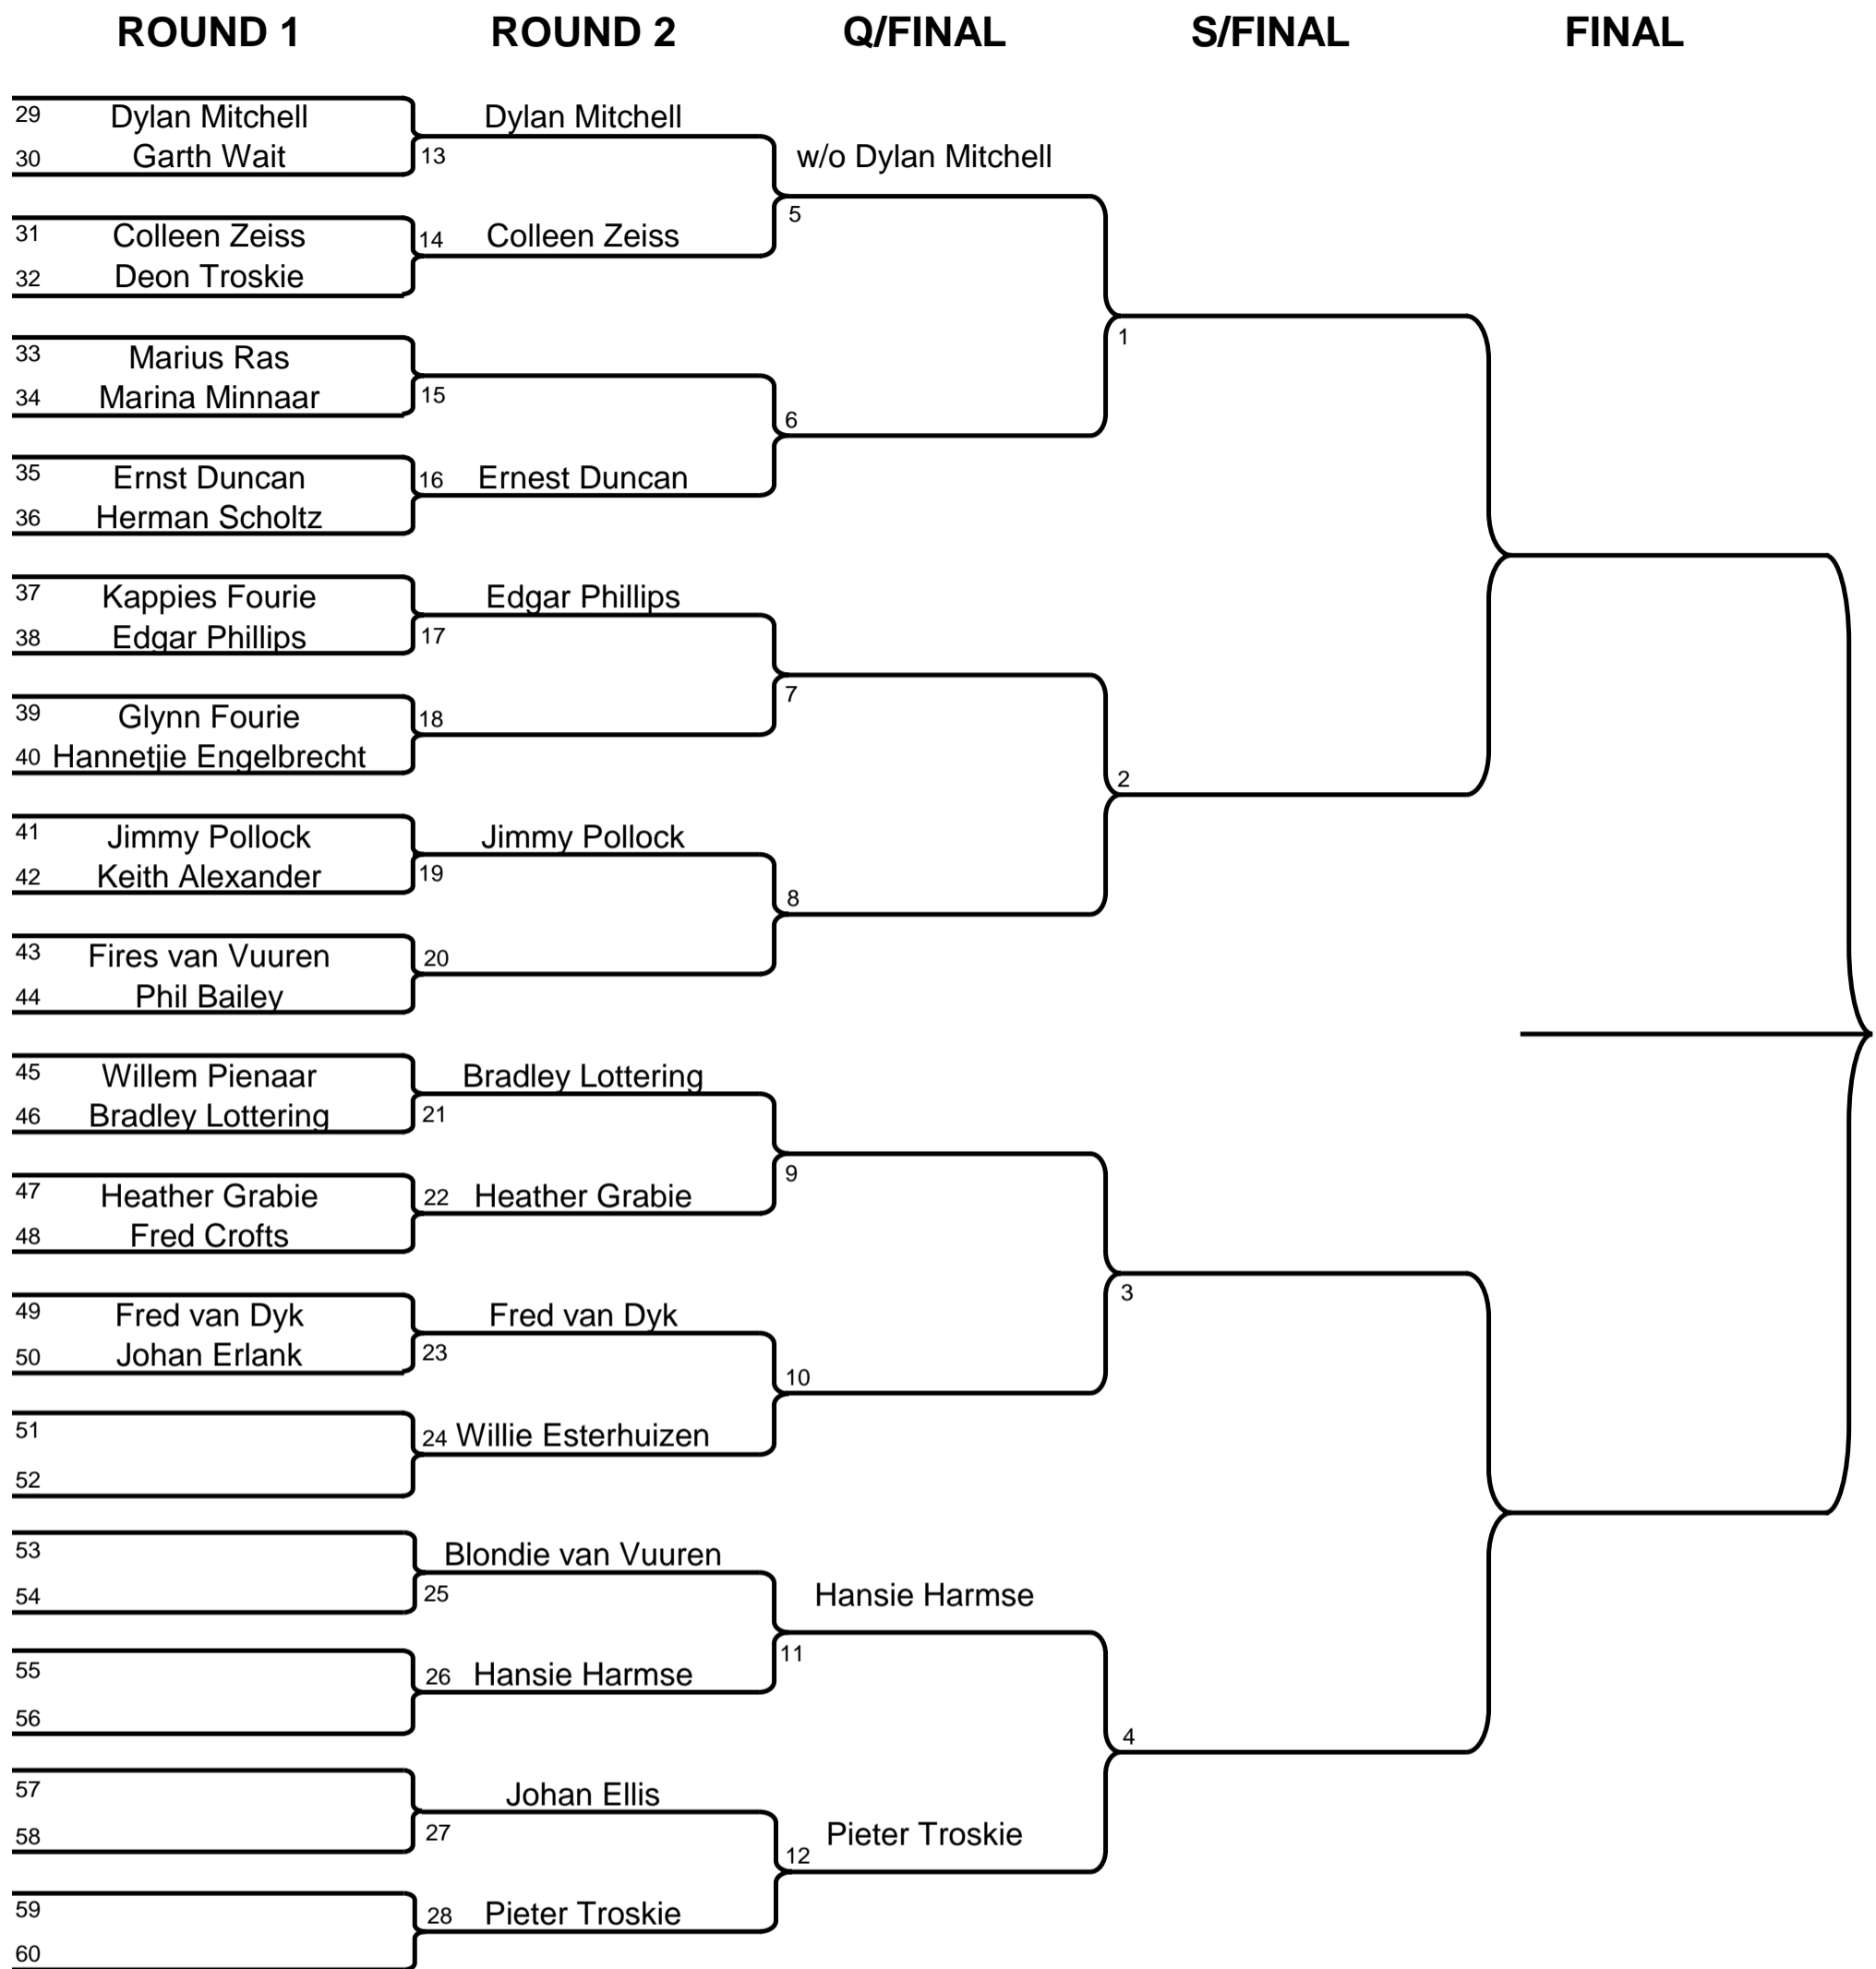 ROUND 1 ROUND 2 Q/FINAL S/FINAL FINAL
29 Dylan Mitchell Dylan Mitchell
30 Garth Wait 13 w/o Dylan Mitchell
5
31 Colleen Zeiss 14 Colleen Zeiss
32 Deon Troskie
1
33 Marius Ras
34 Marina Minnaar 15
6
35 Ernst Duncan 16 Ernest Duncan
36 Herman Scholtz
37 Kappies Fourie Edgar Phillips
38 Edgar Phillips 17
7
39 Glynn Fourie 18
40 Hannetjie Engelbrecht
2
41 Jimmy Pollock Jimmy Pollock
42 Keith Alexander 19
8
43 Fires van Vuuren 20
44 Phil Bailey
45 Willem Pienaar Bradley Lottering
46 Bradley Lottering 21
9
47 Heather Grabie 22 Heather Grabie
48 Fred Crofts
3
49 Fred van Dyk Fred van Dyk
50 Johan Erlank 23
10
51 24 Willie Esterhuizen
52
53 Blondie van Vuuren
54 25 Hansie Harmse
11
55 26 Hansie Harmse
56
4
57 Johan Ellis
58 27 Pieter Troskie
12
59 28 Pieter Troskie
60